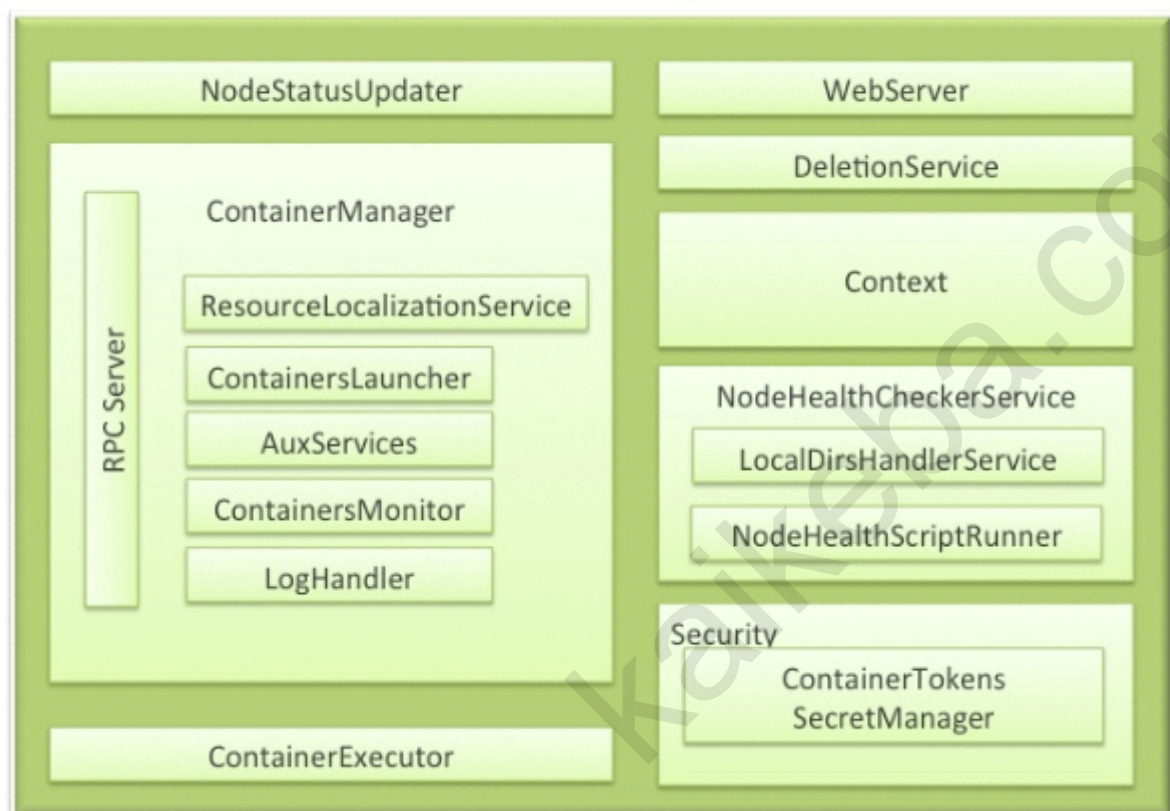 NodeStatusUpdater
ContainerManager
RPC Server
ResourceLocalizationService
ContainersLauncher
AuxServices
ContainersMonitor
LogHandler
ContainerExecutor
WebServer
DeletionService
Context
NodeHealthCheckerService
LocalDirsHandlerService
NodeHealthScriptRunner
Security
ContainerTokens
SecretManager
kaikeba.co